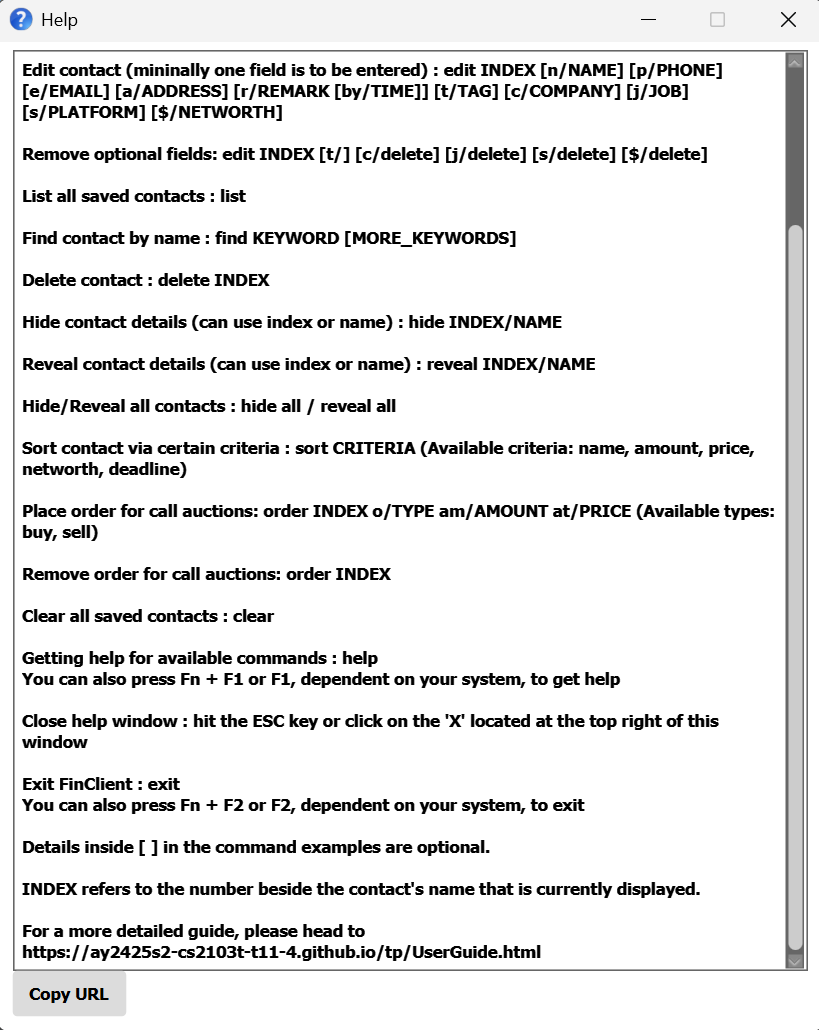 Help
Edit contact (mininally one field is to be entered) : edit INDEX [n/NAME] [p/PHONE]
[e/EMAIL] [a/ADDRESS] [r/REMARK [by/TIME]] [t/TAG] [c/COMPANY] [j/JOB]
[s/PLATFORM] [$/NETWORTH]
Remove optional fields: edit INDEX [t/] [c/delete] [j/delete] [s/delete] [$/delete]
List all saved contacts : list
Find contact by name : find KEYWORD [MORE_KEYWORDS]
Delete contact : delete INDEX
Hide contact details (can use index or name) : hide INDEX/NAME
Reveal contact details (can use index or name) : reveal INDEX/NAME
Hide/Reveal all contacts : hide all / reveal all
Sort contact via certain criteria : sort CRITERIA (Available criteria: name, amount, price,
networth, deadline)
Place order for call auctions: order INDEX o/TYPE am/AMOUNT at/PRICE (Available types:
buy, sell)
Remove order for call auctions: order INDEX
Clear all saved contacts : clear
Getting help for available commands : help
You can also press Fn + F1 or F1, dependent on your system, to get help
Close help window : hit the ESC key or click on the 'X' located at the top right of this
window
Exit FinClient : exit
You can also press Fn + F2 or F2, dependent on your system, to exit
Details inside [ ] in the command examples are optional.
INDEX refers to the number beside the contact's name that is currently displayed.
For a more detailed guide, please head to
https://ay2425s2-cs2103t-t11-4.github.io/tp/UserGuide.html
Copy URL